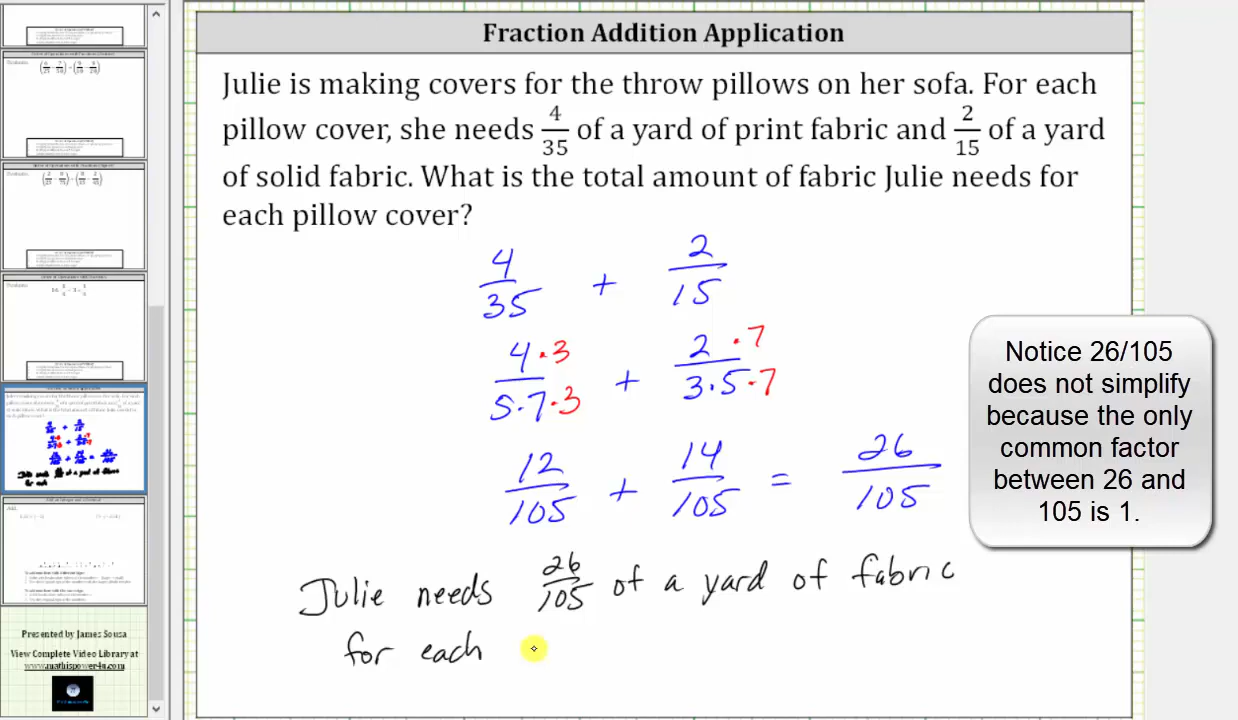 Fraction Addition Application
Julie is making covers for the throw pillows on her sofa. For each
pillow cover, she needs 4/35 of a yard of print fabric and 2/15 of a yard
of solid fabric. What is the total amount of fabric Julie needs for
each pillow cover?
4/35 + 2/15
4·3/5·7·3 + 2·7/3·5·7
12/105 + 14/105 = 26/105
Julie needs 26/105 of a yard of fabric
for each
Notice 26/105
does not simplify
because the only
common factor
between 26 and
105 is 1.
Presented by James Sousa
View Complete Video Library at
www.mathispower4u.com